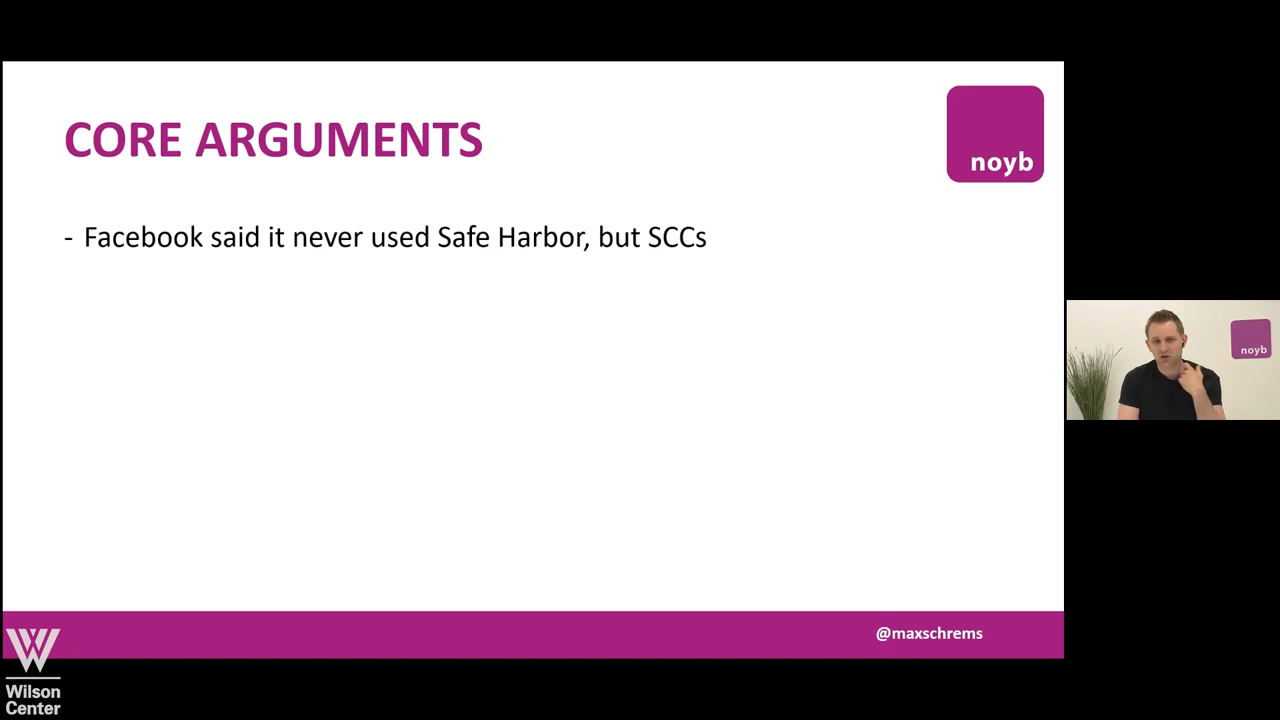 CORE ARGUMENTS
noyb
- Facebook said it never used Safe Harbor, but SCCs
noyb
@maxschrems
Wilson
Center